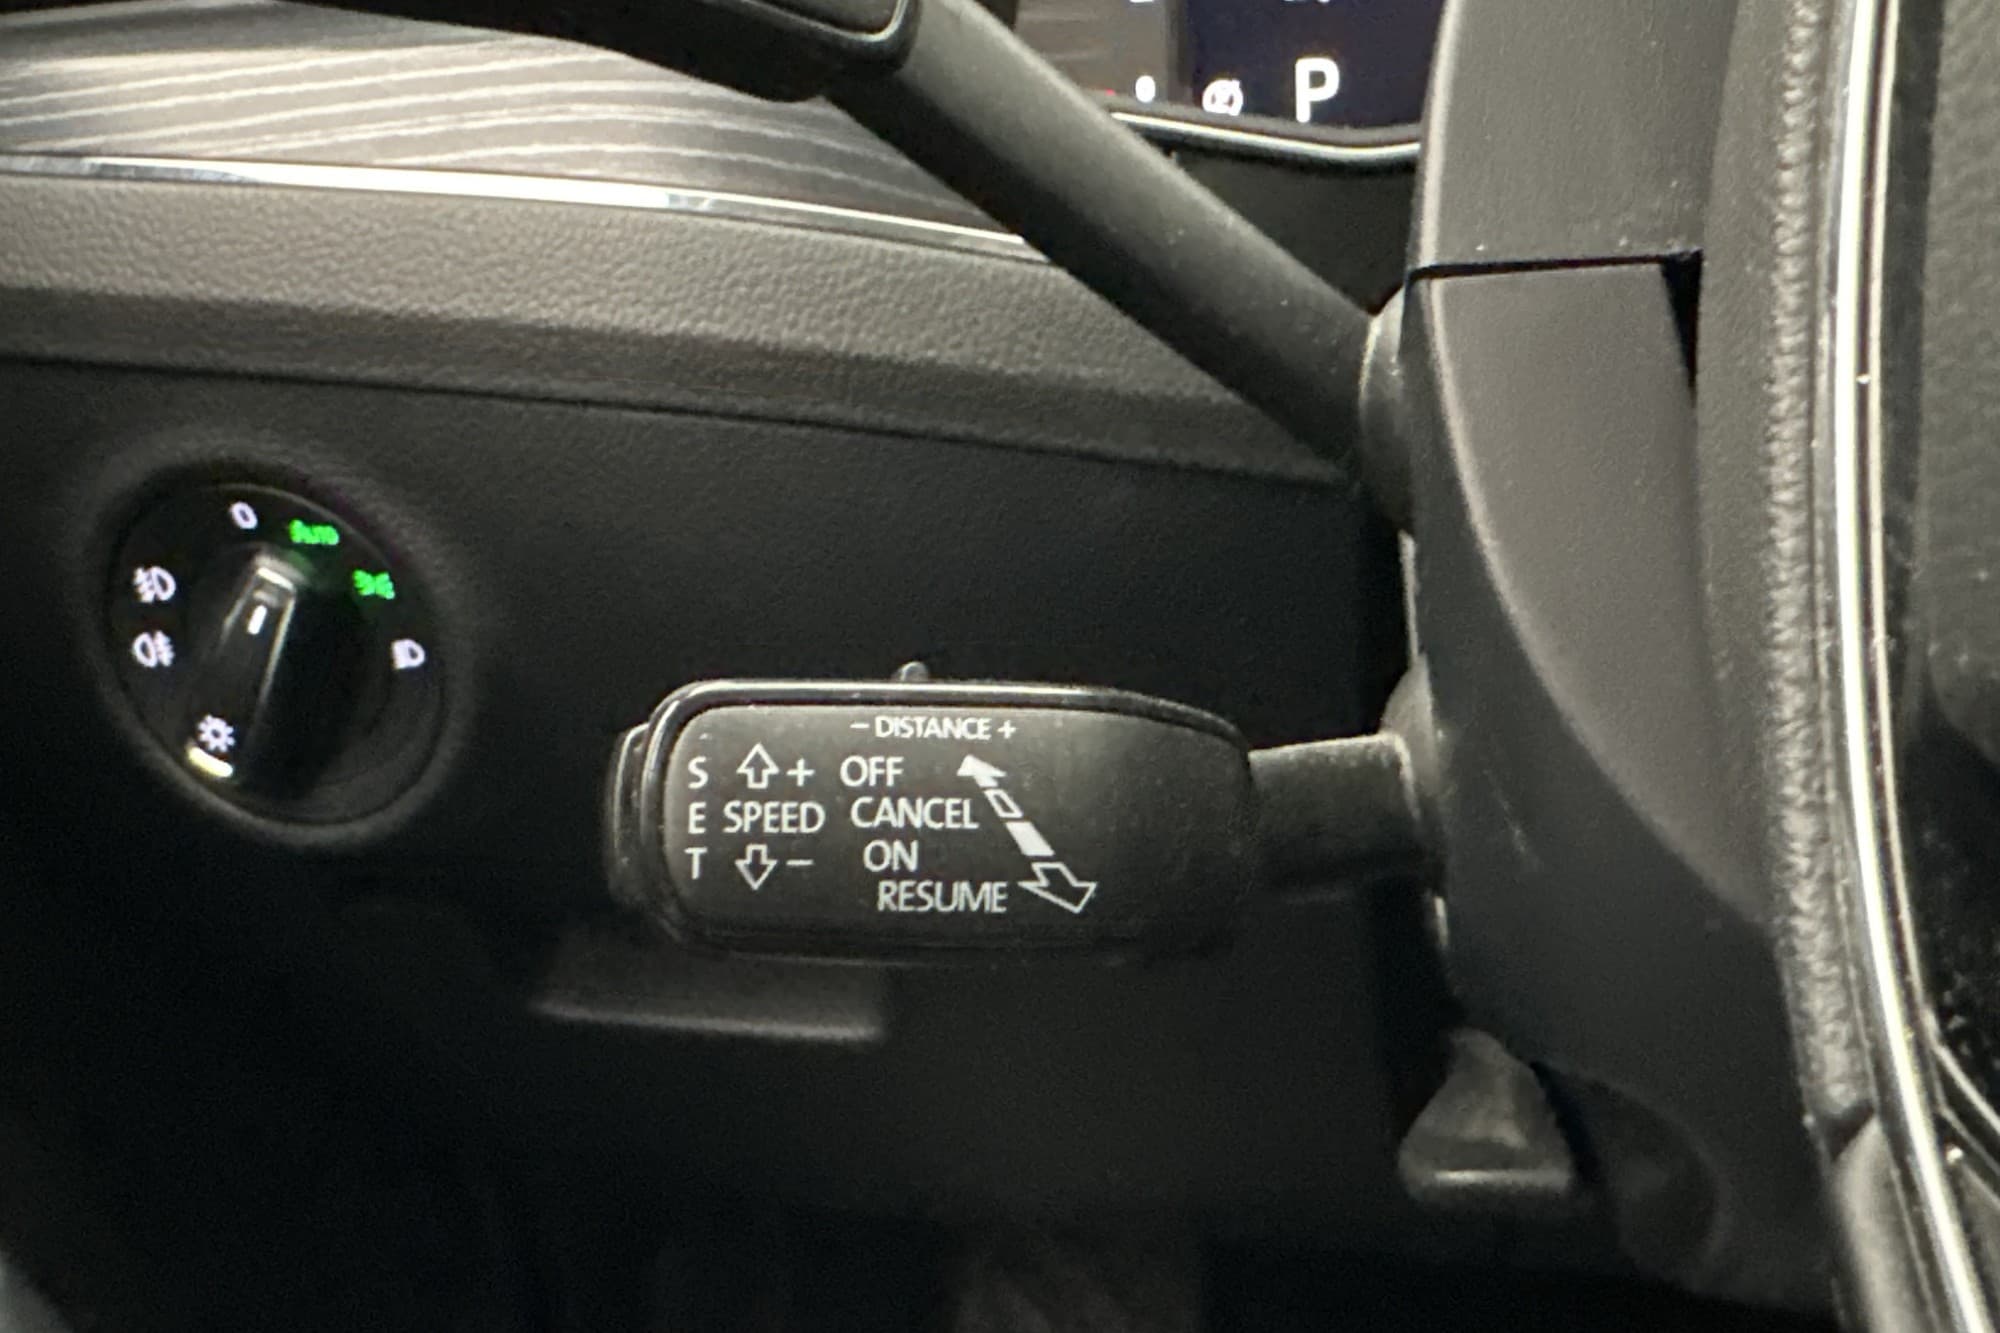 P
0 Auto
− DISTANCE +
S + OFF
E SPEED CANCEL
T − ON
RESUME